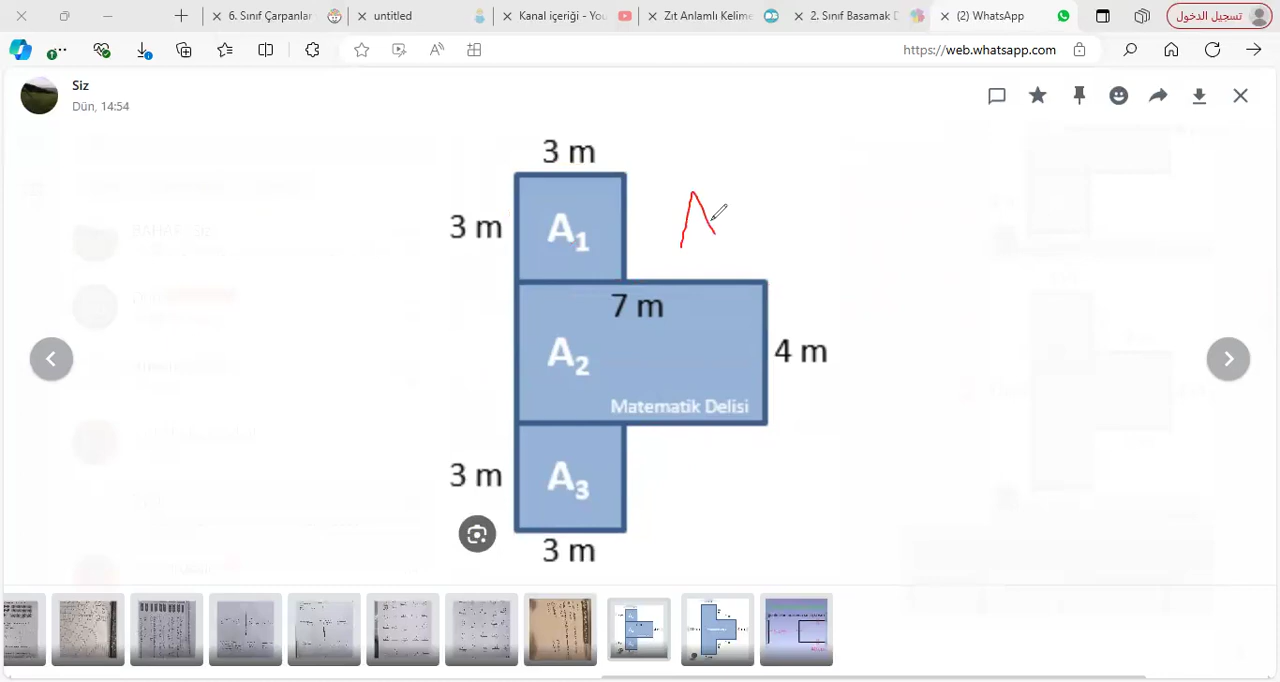 6. Sınıf Çarpanlar
untitled
Kanal içeriği - You
Zıt Anlamlı Kelime
2. Sınıf Basamak D
(2) WhatsApp
تسجيل الدخول
https://web.whatsapp.com
Siz
Dün, 14:54
3 m
3 m
A₁
A
7 m
A₂
4 m
Matematik Delisi
3 m
A₃
3 m